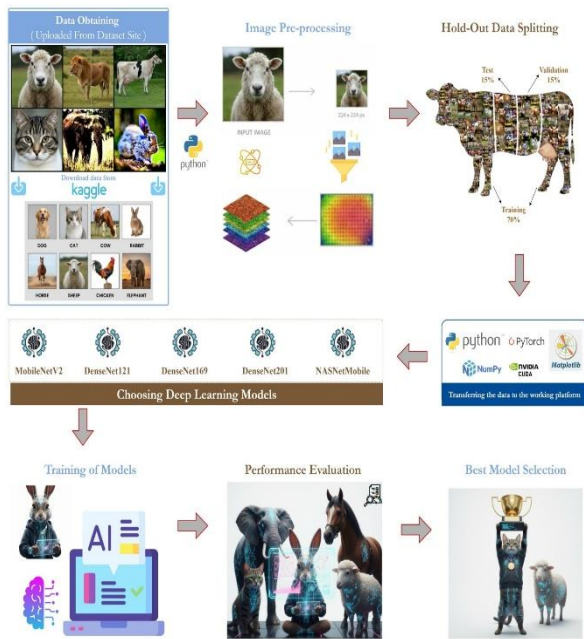 Data Obtaining
( Uploaded From Dataset Site )
Download data from
kaggle
DOG CAT COW RABBIT
HORSE SHEEP CHICKEN ELEPHANT
Image Pre-processing
INPUT IMAGE
224 x 224 px
python
Hold-Out Data Splitting
Test
15%
Validation
15%
Training
70%
MobileNetV2 DenseNet121 DenseNet169 DenseNet201 NASNetMobile
Choosing Deep Learning Models
python PyTorch
NumPy NVIDIA CUDA Matplotlib
Transferring the data to the working platform
Training of Models
AI
Performance Evaluation
Best Model Selection